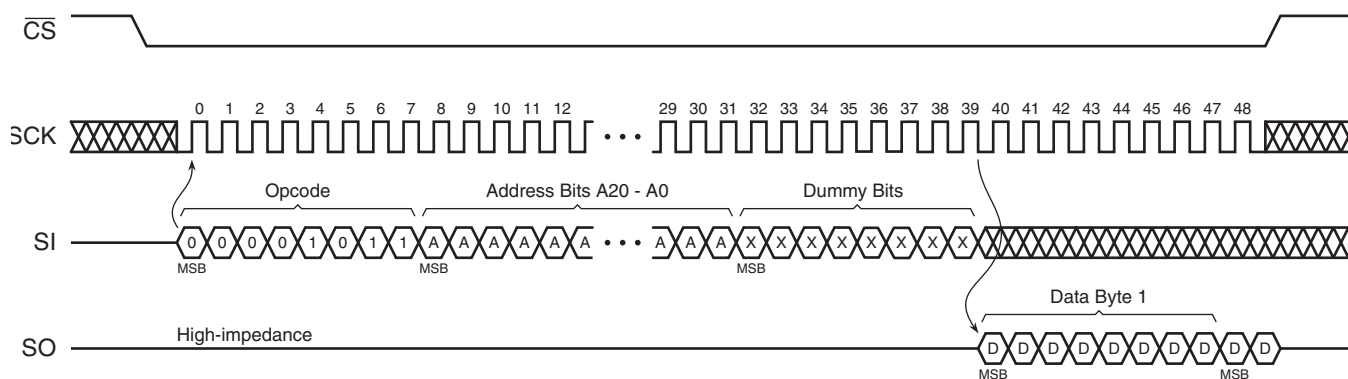 CS
0 1 2 3 4 5 6 7 8 9 10 11 12 29 30 31 32 33 34 35 36 37 38 39 40 41 42 43 44 45 46 47 48
SCK
Opcode Address Bits A20 - A0 Dummy Bits
SI 0 0 0 0 1 0 1 1 A A A A A A A A A X X X X X X X X
MSB MSB MSB
Data Byte 1
High-impedance
SO D D D D D D D D D D
MSB MSB